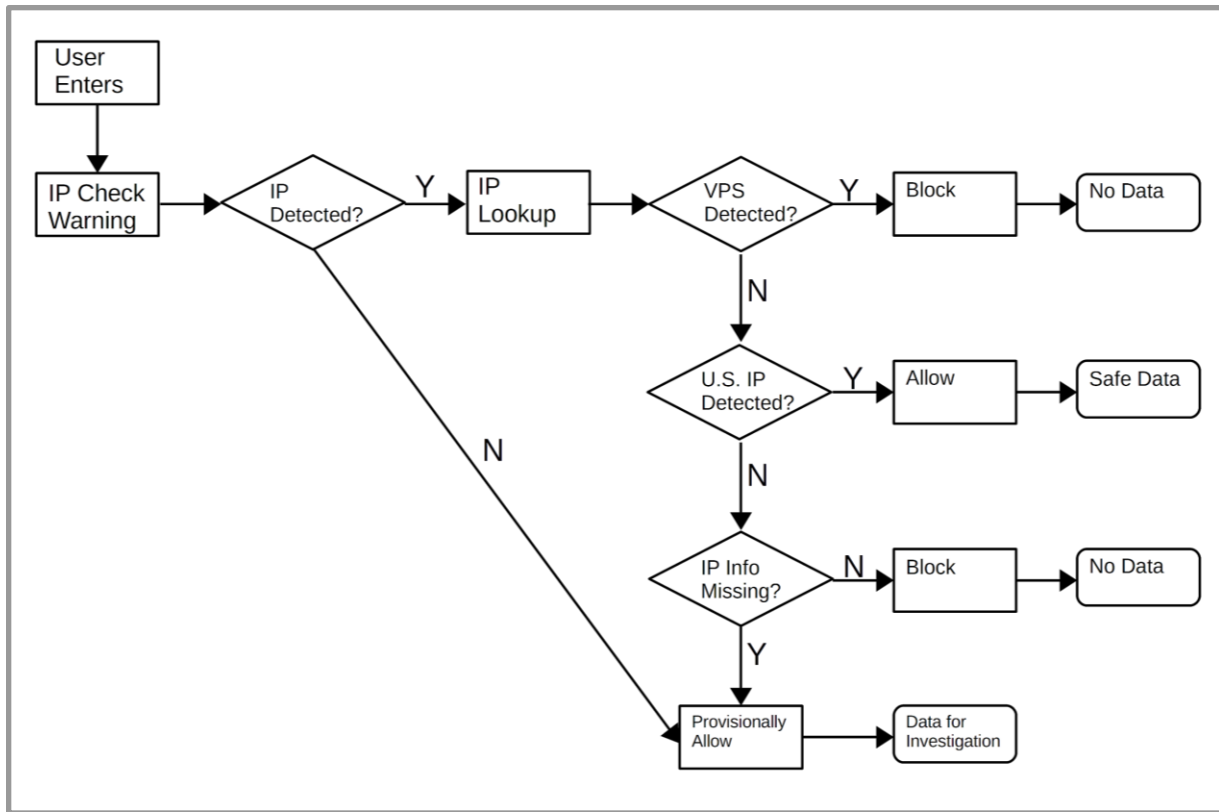 User
Enters
IP Check
Warning
IP
Detected?
Y
IP
Lookup
VPS
Detected?
Y
Block
No Data
N
U.S. IP
Detected?
Y
Allow
Safe Data
N
N
IP Info
Missing?
N
Block
No Data
Y
Provisionally
Allow
Data for
Investigation